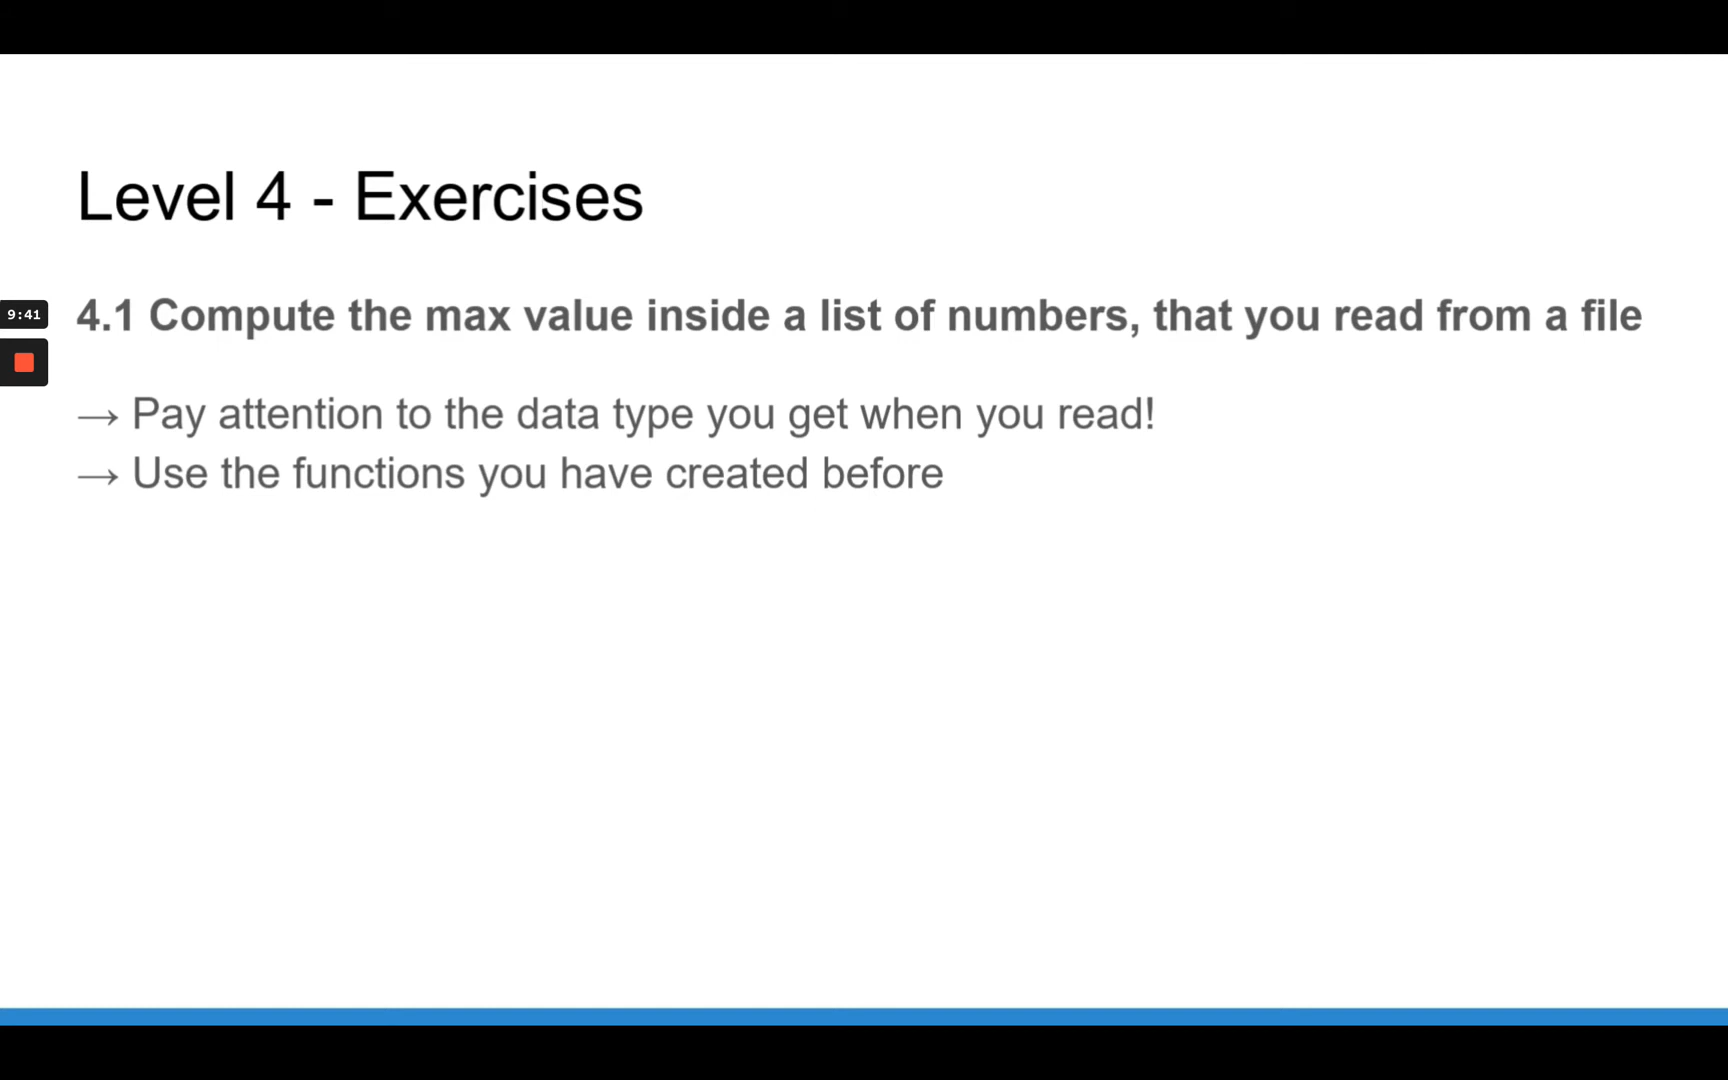 Level 4 - Exercises
9:41
4.1 Compute the max value inside a list of numbers, that you read from a file
→ Pay attention to the data type you get when you read!
→ Use the functions you have created before